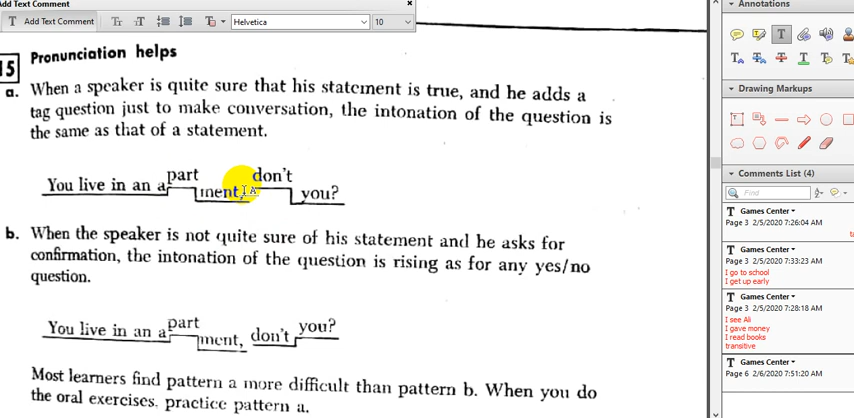 Add Text Comment
T Add Text Comment
Helvetica
10
15
Pronunciation helps
a. When a speaker is quite sure that his statement is true, and he adds a
tag question just to make conversation, the intonation of the question is
the same as that of a statement.
You live in an apartment, don't you?
b. When the speaker is not quite sure of his statement and he asks for
confirmation, the intonation of the question is rising as for any yes/no
question.
You live in an apartment, don't you?
Most learners find pattern a more difficult than pattern b. When you do
the oral exercises, practice pattern a.
Annotations
Drawing Markups
Comments List (4)
Find
T Games Center
Page 3 2/5/2020 7:26:04 AM
T Games Center
Page 3 2/5/2020 7:33:23 AM
I go to school
I get up early
T Games Center
Page 3 2/5/2020 7:28:18 AM
I see Ali
I gave money
I read books
transitive
T Games Center
Page 6 2/6/2020 7:51:20 AM